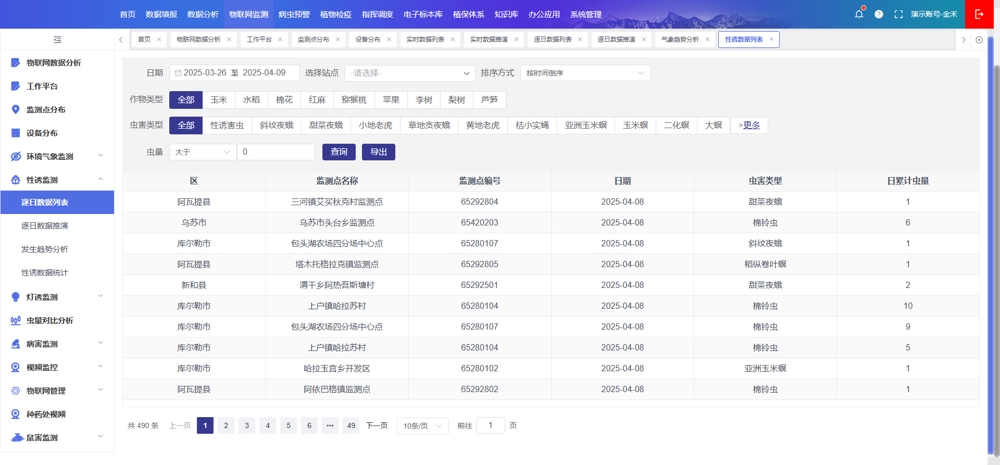 首页 数据填报 数据分析 物联网监测 病虫预警 植物检疫 指挥调度 电子标本库 植保体系 知识库 办公应用 系统管理 演示账号-金禾
首页 物联网数据分析 工作平台 监测点分布 设备分布 实时数据列表 实时数据推演 逐日数据列表 逐日数据推演 气象趋势分析 性诱数据列表
物联网数据分析
工作平台
监测点分布
设备分布
环境气象监测
性诱监测
逐日数据列表
逐日数据推演
发生趋势分析
性诱数据统计
灯诱监测
虫量对比分析
病害监测
视频监控
物联网管理
种药处视频
鼠害监测
日期 2025-03-26 至 2025-04-09 选择站点 -请选择- 排序方式 按时间倒序
作物类型 全部 玉米 水稻 棉花 红麻 猕猴桃 苹果 李树 梨树 芦笋
虫害类型 全部 性诱害虫 斜纹夜蛾 甜菜夜蛾 小地老虎 草地贪夜蛾 黄地老虎 桔小实蝇 亚洲玉米螟 玉米螟 二化螟 大螟 >更多
虫量 大于 0 查询 导出
区 监测点名称 监测点编号 日期 虫害类型 日累计虫量
阿瓦提县 三河镇艾买秋克村监测点 65292804 2025-04-08 甜菜夜蛾 1
乌苏市 乌苏市头台乡监测点 65420203 2025-04-08 棉铃虫 6
库尔勒市 包头湖农场四分场中心点 65280107 2025-04-08 斜纹夜蛾 1
阿瓦提县 塔木托格拉克镇监测点 65292805 2025-04-08 稻纵卷叶螟 1
新和县 渭干乡阿热吾斯塘村 65292501 2025-04-08 甜菜夜蛾 2
库尔勒市 上户镇哈拉苏村 65280104 2025-04-08 棉铃虫 10
库尔勒市 包头湖农场四分场中心点 65280107 2025-04-08 棉铃虫 9
库尔勒市 上户镇哈拉苏村 65280104 2025-04-08 棉铃虫 5
库尔勒市 哈拉玉宫乡开发区 65280102 2025-04-08 亚洲玉米螟 1
阿瓦提县 阿依巴格镇监测点 65292802 2025-04-08 棉铃虫 1
共 490 条 上一页 1 2 3 4 5 6 ••• 49 下一页 10条/页 前往 1 页